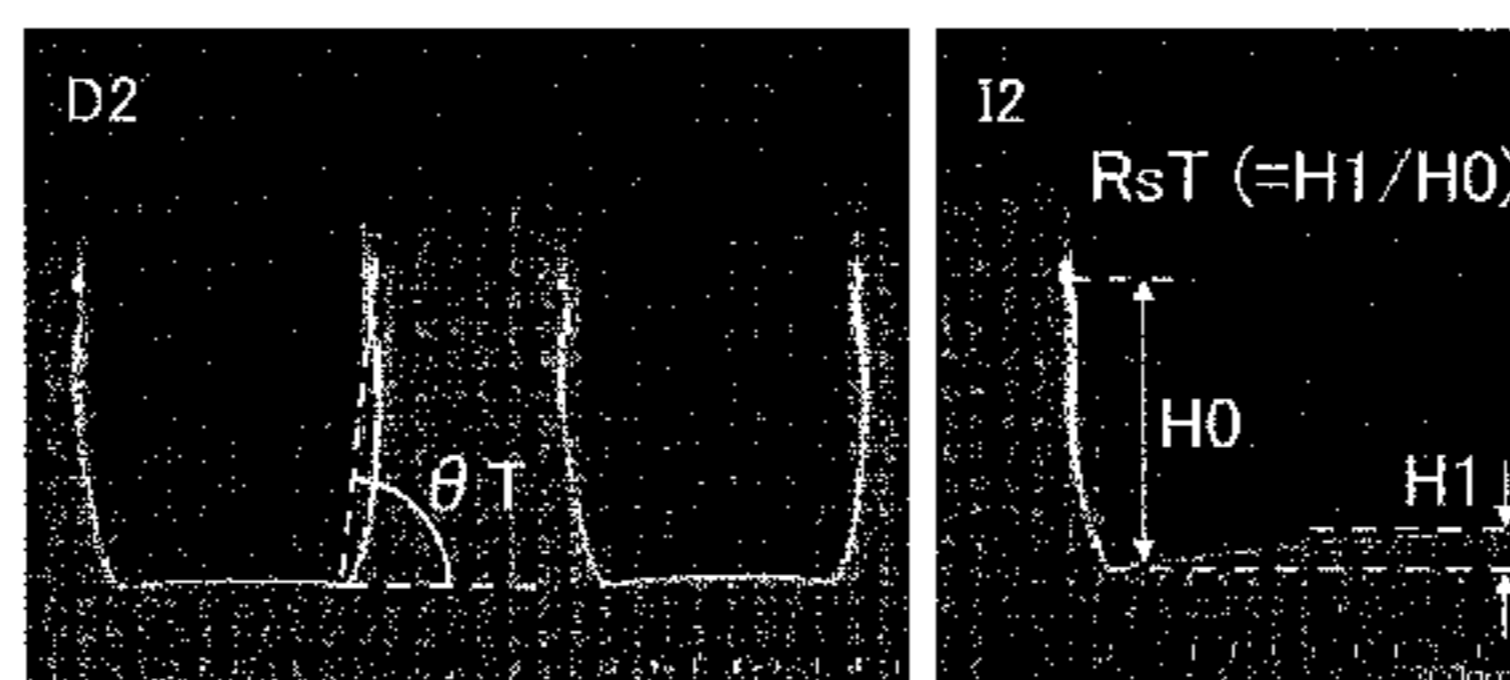 D2
θT
I2
RsT (=H1/H0)
H0
H1